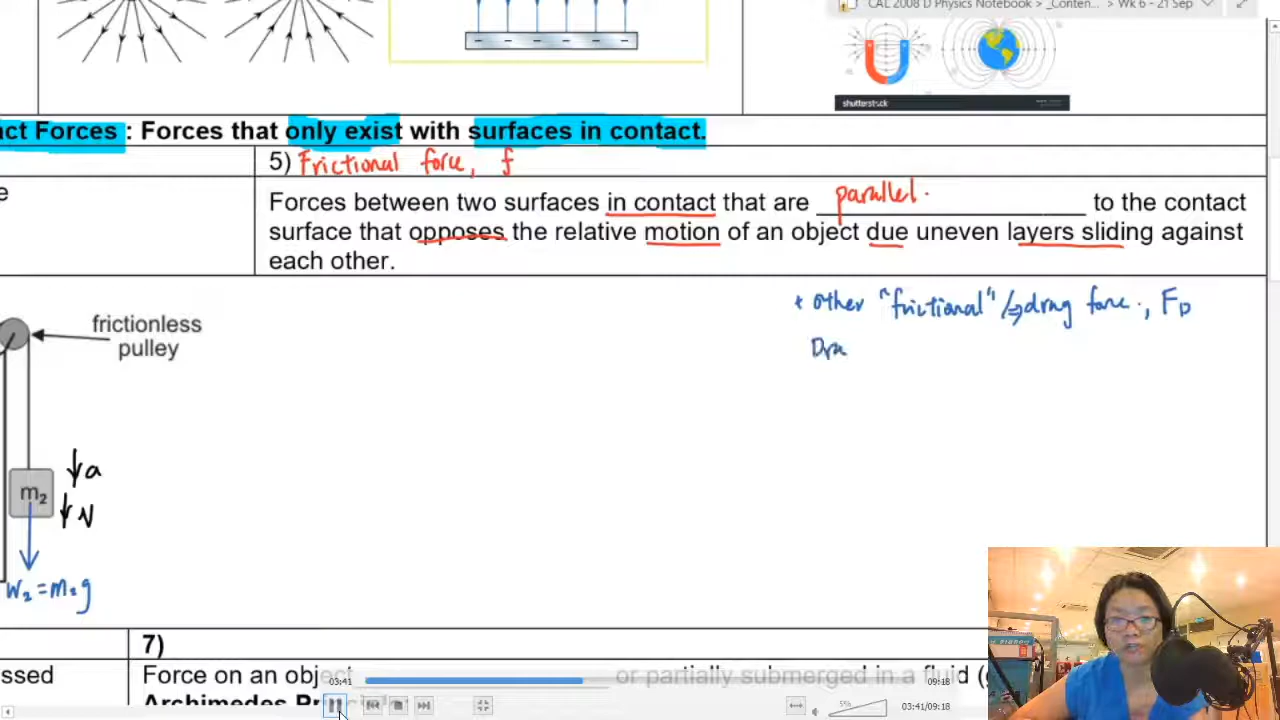 CAL 2008 D Physics Notebook > _Conten... > Wk 6 - 21 Sep
shutterstock
act Forces : Forces that only exist with surfaces in contact.
5) Frictional force, f
e
Forces between two surfaces in contact that are parallel. to the contact
surface that opposes the relative motion of an object due uneven layers sliding against
each other.
+ other "frictional" /⇒drag force., FD
Dra
frictionless
pulley
↓a
m2
↓N
W2 = m2g
7)
ssed
Force on an object or partially submerged in a fluid (
Archimedes Pr
03:41
09:18
55%
03:41/09:18